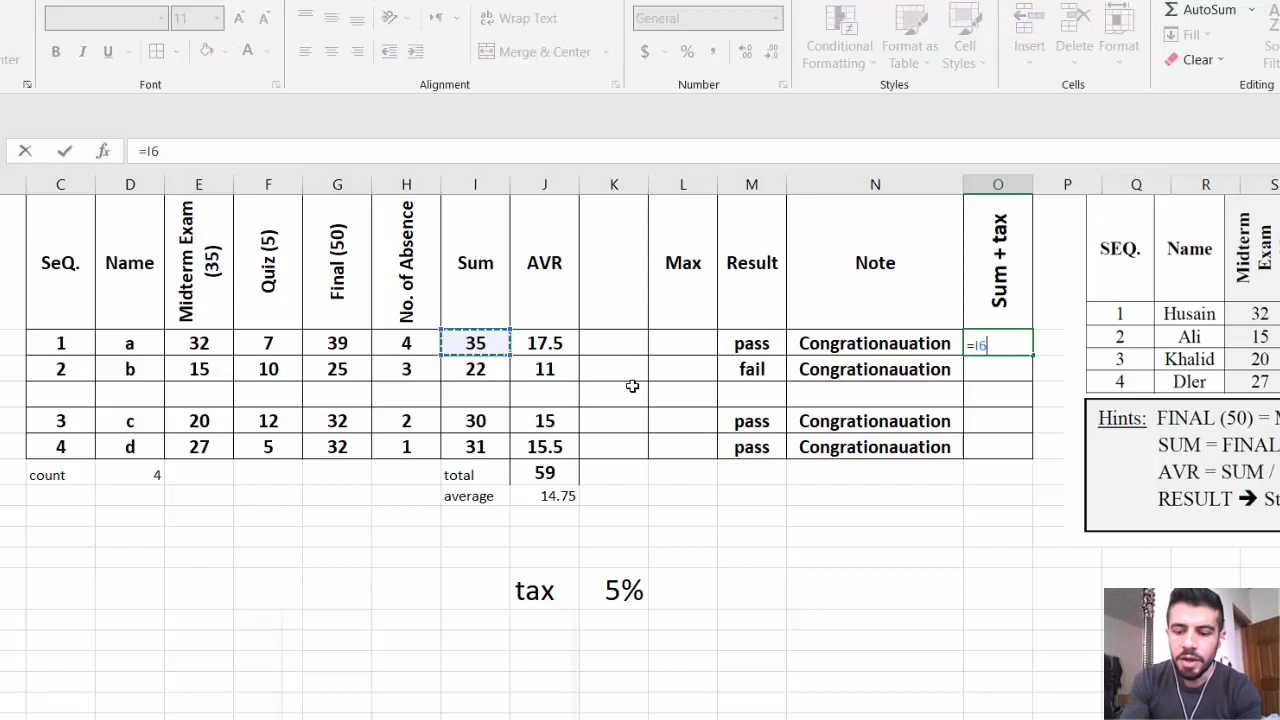 General
11
AutoSum
Wrap Text
Fill
Merge & Center
Conditional Formatting
Format as Table
Cell Styles
Insert
Delete
Format
Clear
Font
Alignment
Number
Styles
Cells
Editing
=I6
C D E F G H I J K L M N O P Q R S
SeQ. Name Midterm Exam (35) Quiz (5) Final (50) No. of Absence Sum AVR Max Result Note Sum + tax
1 a 32 7 39 4 35 17.5 pass Congrationauation =I6
2 b 15 10 25 3 22 11 fail Congrationauation
3 c 20 12 32 2 30 15 pass Congrationauation
4 d 27 5 32 1 31 15.5 pass Congrationauation
count 4 total 59
average 14.75
tax 5%
SEQ. Name Midterm Exam
1 Husain 32
2 Ali 15
3 Khalid 20
4 Dler 27
Hints: FINAL (50) =
SUM = FINAL
AVR = SUM /
RESULT ➔ St